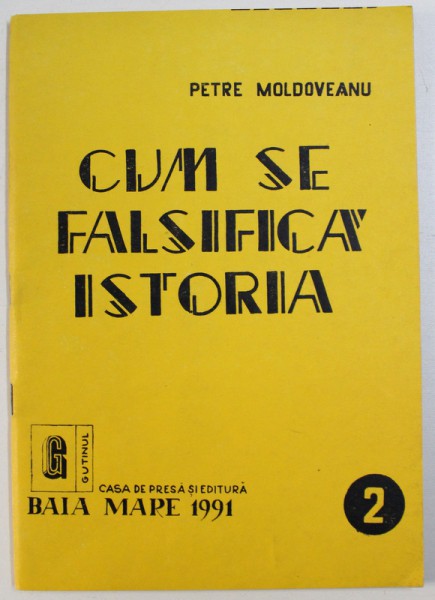 PETRE MOLDOVEANU
CUM SE
FALSIFICĂ
ISTORIA
G
GUTINUL
CASA DE PRESĂ ȘI EDITURĂ
BAIA MARE 1991
2